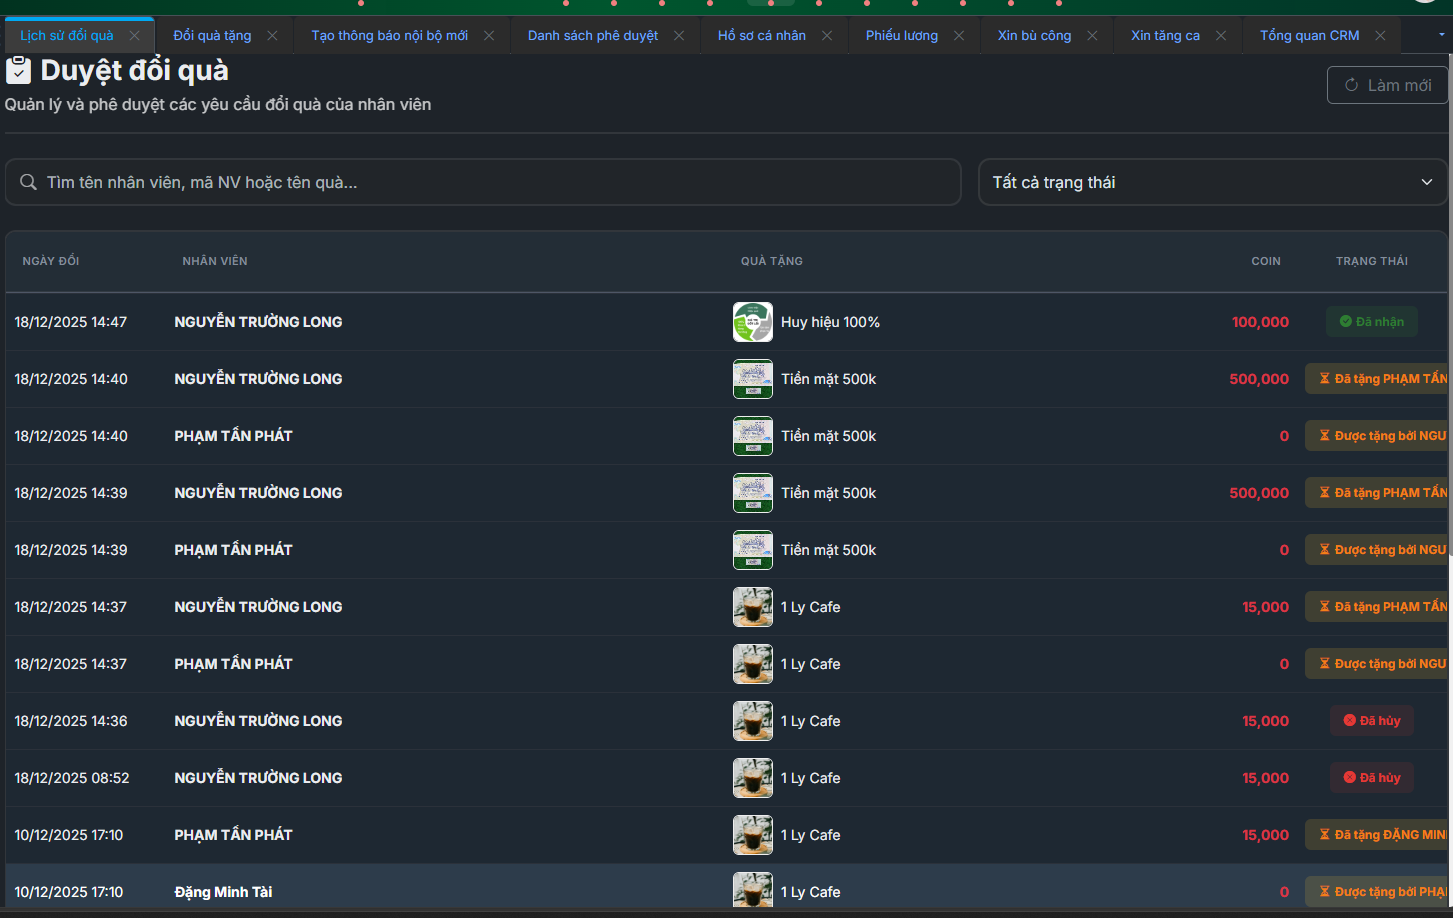 Lịch sử đổi quà
Đổi quà tặng
Tạo thông báo nội bộ mới
Danh sách phê duyệt
Hồ sơ cá nhân
Phiếu lương
Xin bù công
Xin tăng ca
Tổng quan CRM
Duyệt đổi quà
Quản lý và phê duyệt các yêu cầu đổi quà của nhân viên
Làm mới
Tìm tên nhân viên, mã NV hoặc tên quà...
Tất cả trạng thái
NGÀY ĐỔI NHÂN VIÊN QUÀ TẶNG COIN TRẠNG THÁI
18/12/2025 14:47 NGUYỄN TRƯỜNG LONG Huy hiệu 100% 100,000 Đã nhận
18/12/2025 14:40 NGUYỄN TRƯỜNG LONG Tiền mặt 500k 500,000 Đã tặng PHẠM TẤN
18/12/2025 14:40 PHẠM TẤN PHÁT Tiền mặt 500k 0 Được tặng bởi NGU
18/12/2025 14:39 NGUYỄN TRƯỜNG LONG Tiền mặt 500k 500,000 Đã tặng PHẠM TẤN
18/12/2025 14:39 PHẠM TẤN PHÁT Tiền mặt 500k 0 Được tặng bởi NGU
18/12/2025 14:37 NGUYỄN TRƯỜNG LONG 1 Ly Cafe 15,000 Đã tặng PHẠM TẤN
18/12/2025 14:37 PHẠM TẤN PHÁT 1 Ly Cafe 0 Được tặng bởi NGU
18/12/2025 14:36 NGUYỄN TRƯỜNG LONG 1 Ly Cafe 15,000 Đã hủy
18/12/2025 08:52 NGUYỄN TRƯỜNG LONG 1 Ly Cafe 15,000 Đã hủy
10/12/2025 17:10 PHẠM TẤN PHÁT 1 Ly Cafe 15,000 Đã tặng ĐẶNG MIN
10/12/2025 17:10 Đặng Minh Tài 1 Ly Cafe 0 Được tặng bởi PHẠ